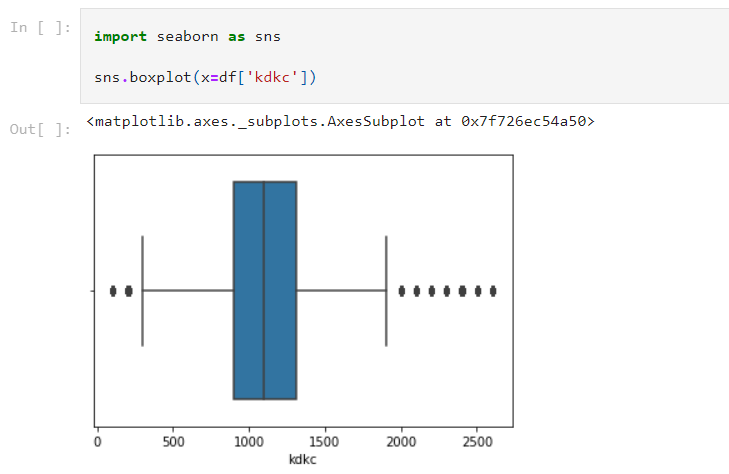 In [ ]:
import seaborn as sns
sns.boxplot(x=df['kdkc'])
Out[ ]:
<matplotlib.axes._subplots.AxesSubplot at 0x7f726ec54a50>
0 500 1000 1500 2000 2500
kdkc